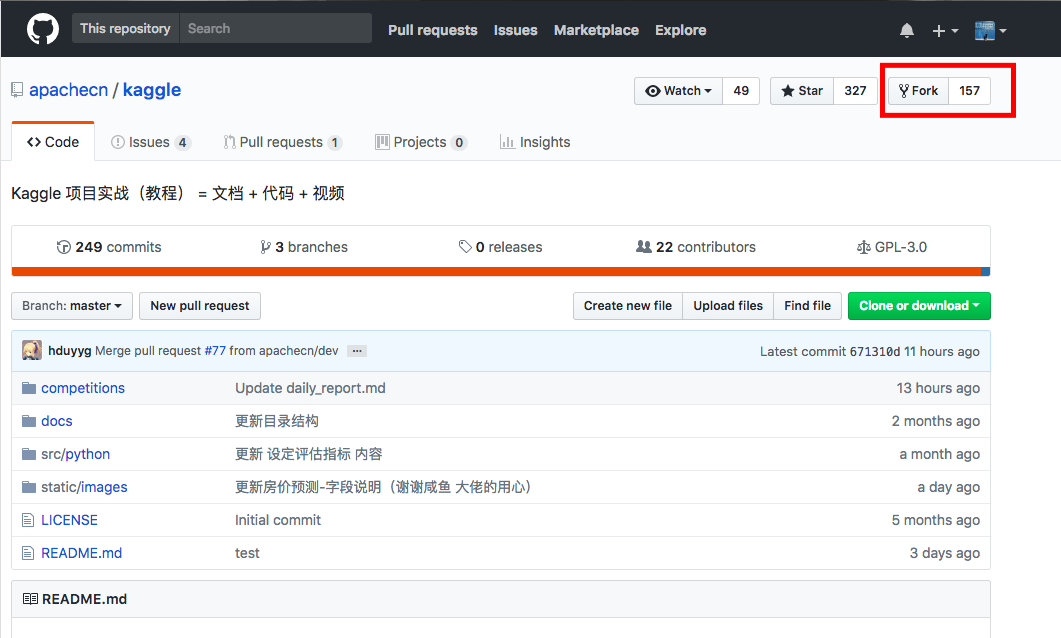 This repository Search Pull requests Issues Marketplace Explore
apachecn / kaggle Watch 49 Star 327 Fork 157
Code Issues 4 Pull requests 1 Projects 0 Insights
Kaggle 项目实战（教程） = 文档 + 代码 + 视频
249 commits 3 branches 0 releases 22 contributors GPL-3.0
Branch: master New pull request Create new file Upload files Find file Clone or download
hduyyg Merge pull request #77 from apachecn/dev ... Latest commit 671310d 11 hours ago
competitions Update daily_report.md 13 hours ago
docs 更新目录结构 2 months ago
src/python 更新 设定评估指标 内容 a month ago
static/images 更新房价预测-字段说明（谢谢咸鱼 大佬的用心） a day ago
LICENSE Initial commit 5 months ago
README.md test 3 days ago
README.md